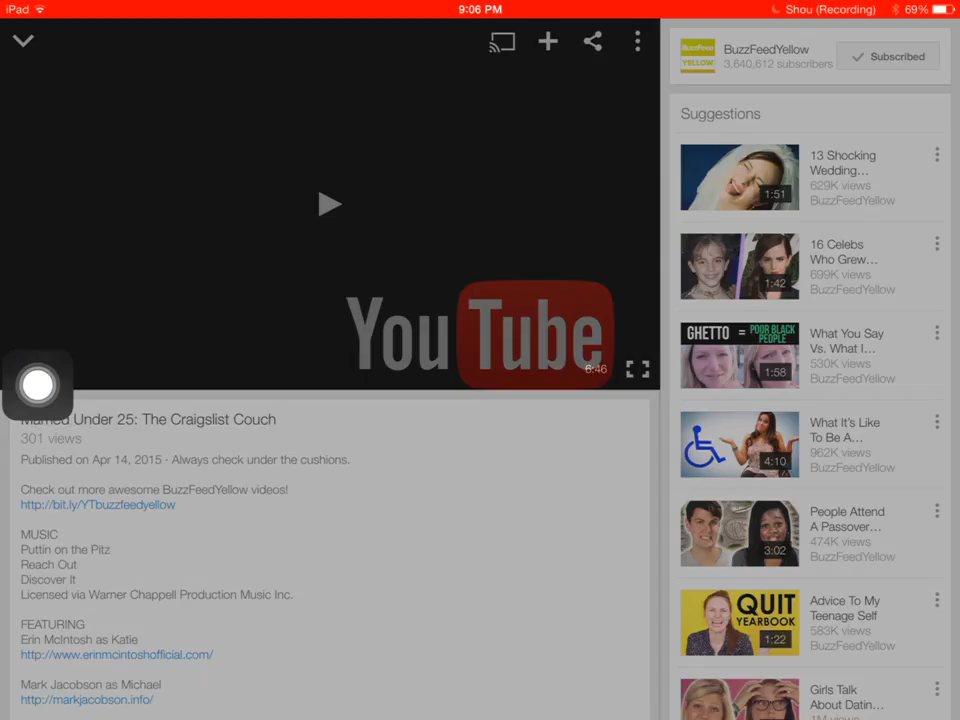 iPad
9:06 PM
Shou (Recording)
69%
YouTube
6:46
Married Under 25: The Craigslist Couch
301 views
Published on Apr 14, 2015 · Always check under the cushions.
Check out more awesome BuzzFeedYellow videos!
http://bit.ly/YTbuzzfeedyellow
MUSIC
Puttin on the Pitz
Reach Out
Discover It
Licensed via Warner Chappell Production Music Inc.
FEATURING
Erin McIntosh as Katie
http://www.erinmcintoshofficial.com/
Mark Jacobson as Michael
http://markjacobson.info/
BuzzFeed
YELLOW
BuzzFeedYellow
3,640,612 subscribers
Subscribed
Suggestions
1:51
13 Shocking
Wedding...
629K views
BuzzFeedYellow
1:42
16 Celebs
Who Grew...
699K views
BuzzFeedYellow
GHETTO = POOR BLACK
PEOPLE
1:58
What You Say
Vs. What I...
530K views
BuzzFeedYellow
4:10
What It's Like
To Be A...
962K views
BuzzFeedYellow
3:02
People Attend
A Passover...
474K views
BuzzFeedYellow
QUIT
YEARBOOK
1:22
Advice To My
Teenage Self
583K views
BuzzFeedYellow
Girls Talk
About Datin...
1M views